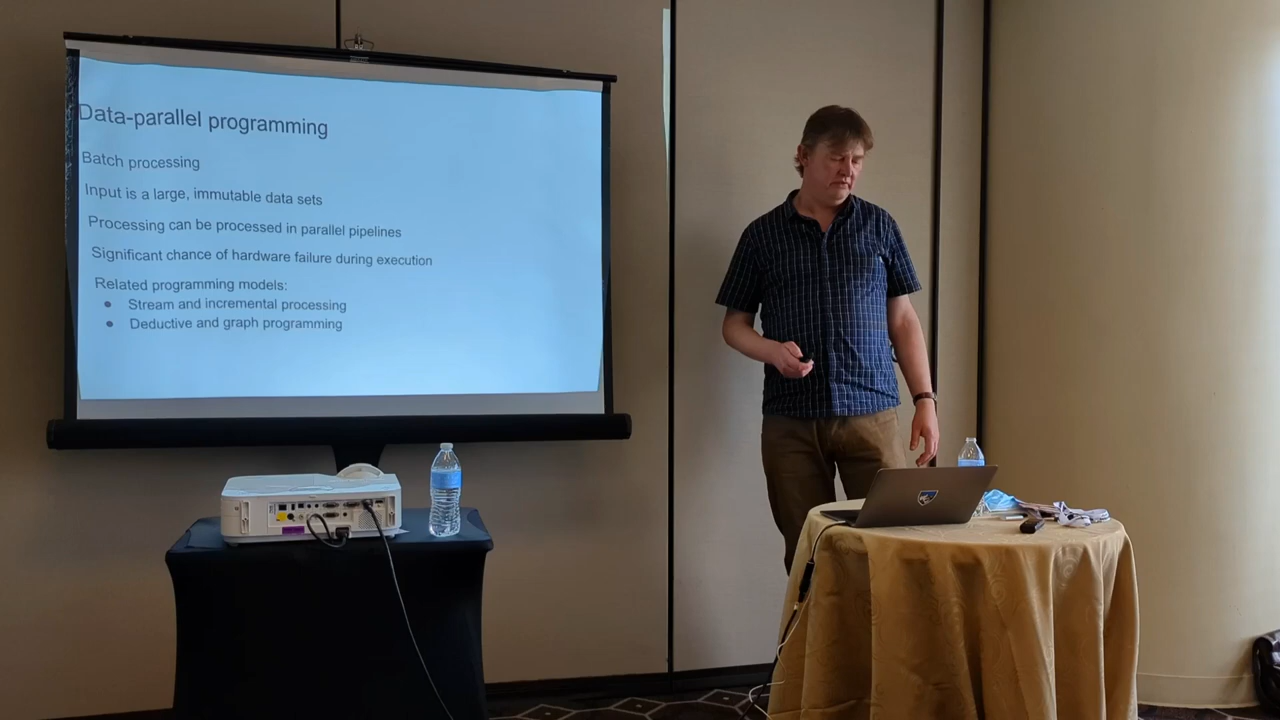 Data-parallel programming
Batch processing
Input is a large, immutable data sets
Processing can be processed in parallel pipelines
Significant chance of hardware failure during execution
Related programming models:
● Stream and incremental processing
● Deductive and graph programming